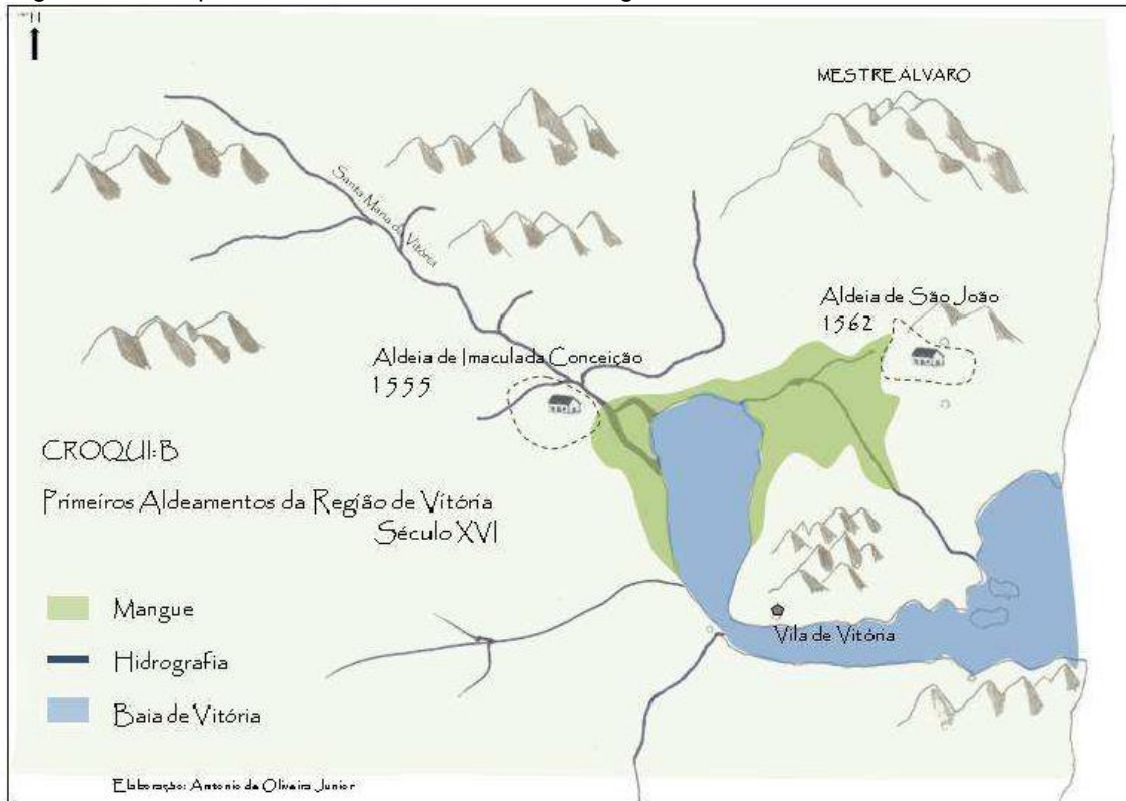 MESTRE ÁLVARO
Santa Maria da Vitória
Aldeia de São João
1562
Aldeia de Imaculada Conceição
1555
CROQUI:B
Primeiros Aldeamentos da Região de Vitória
Século XVI
Mangue
Hidrografia
Vila de Vitória
Baia de Vitória
Elaboração: Antonio de Oliveira Junior